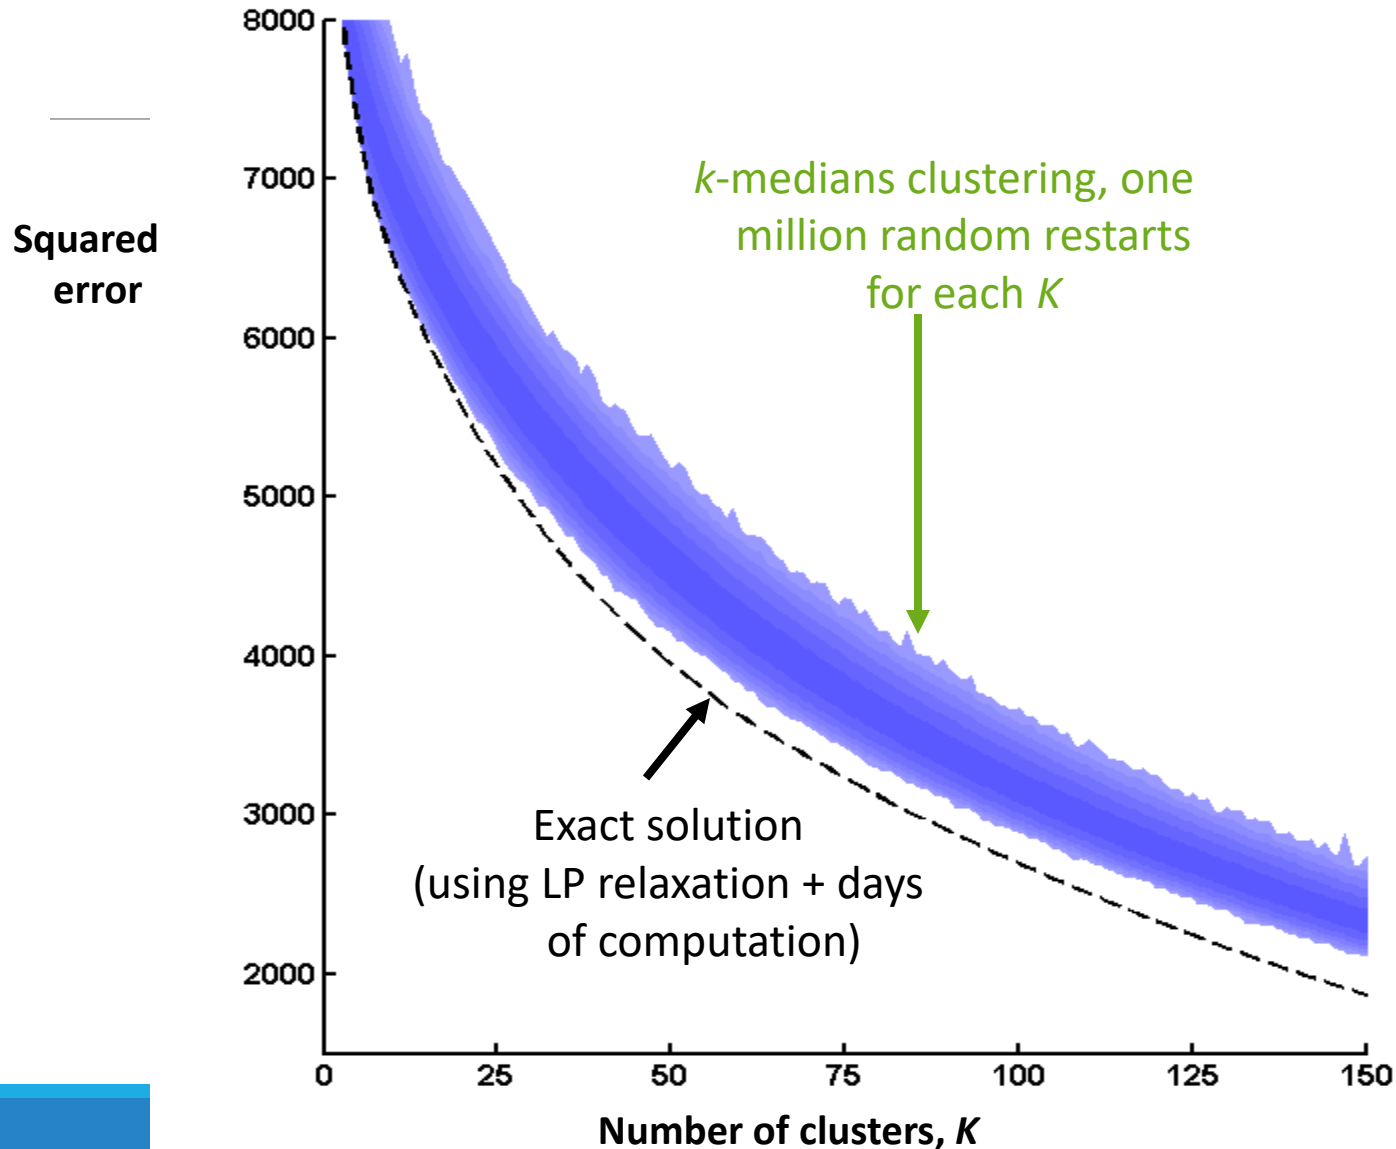 8000
7000
6000
5000
4000
3000
2000
Squared
error
k-medians clustering, one
million random restarts
for each K
Exact solution
(using LP relaxation + days
of computation)
0 25 50 75 100 125 150
Number of clusters, K